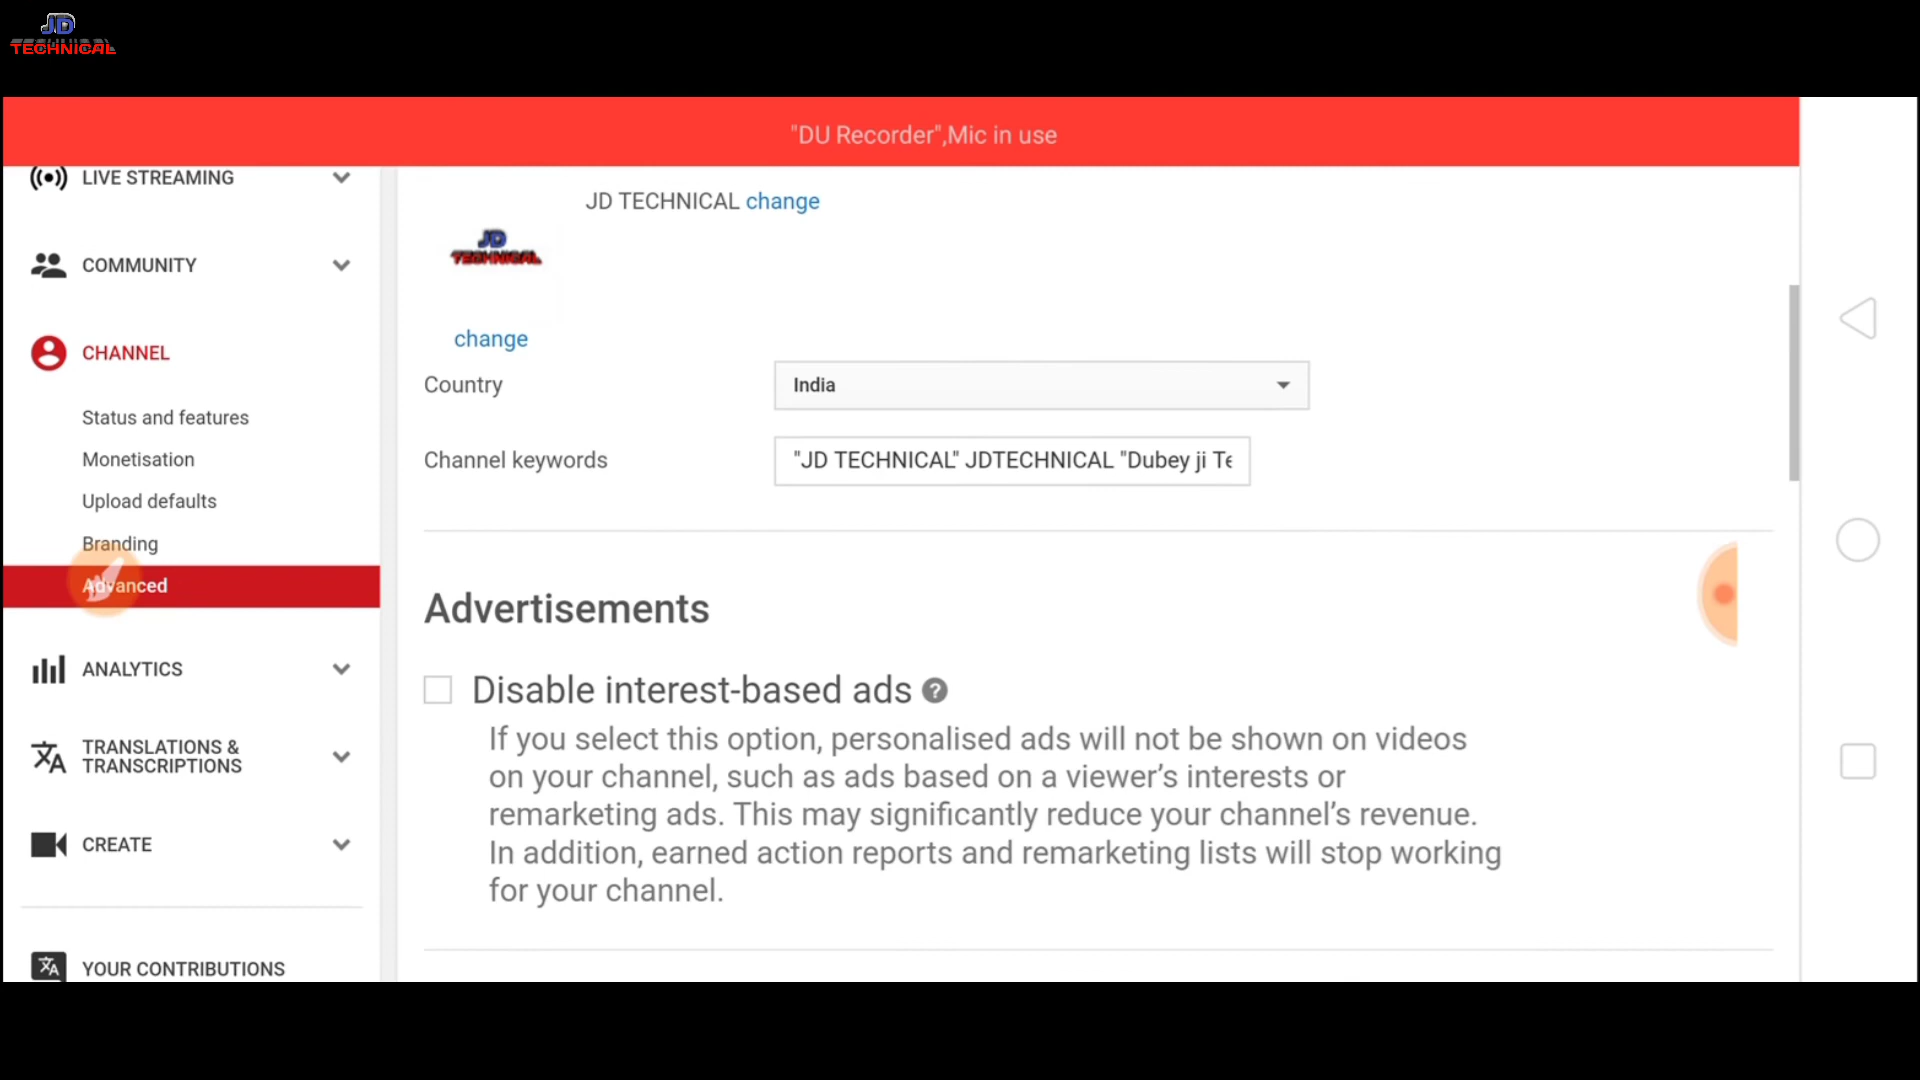 JD
TECHNICAL
"DU Recorder",Mic in use
LIVE STREAMING
COMMUNITY
CHANNEL
Status and features
Monetisation
Upload defaults
Branding
Advanced
ANALYTICS
TRANSLATIONS &
TRANSCRIPTIONS
CREATE
YOUR CONTRIBUTIONS
JD TECHNICAL change
JD
TECHNICAL
change
Country
India
Channel keywords
"JD TECHNICAL" JDTECHNICAL "Dubey ji Te
Advertisements
Disable interest-based ads ?
If you select this option, personalised ads will not be shown on videos
on your channel, such as ads based on a viewer's interests or
remarketing ads. This may significantly reduce your channel's revenue.
In addition, earned action reports and remarketing lists will stop working
for your channel.